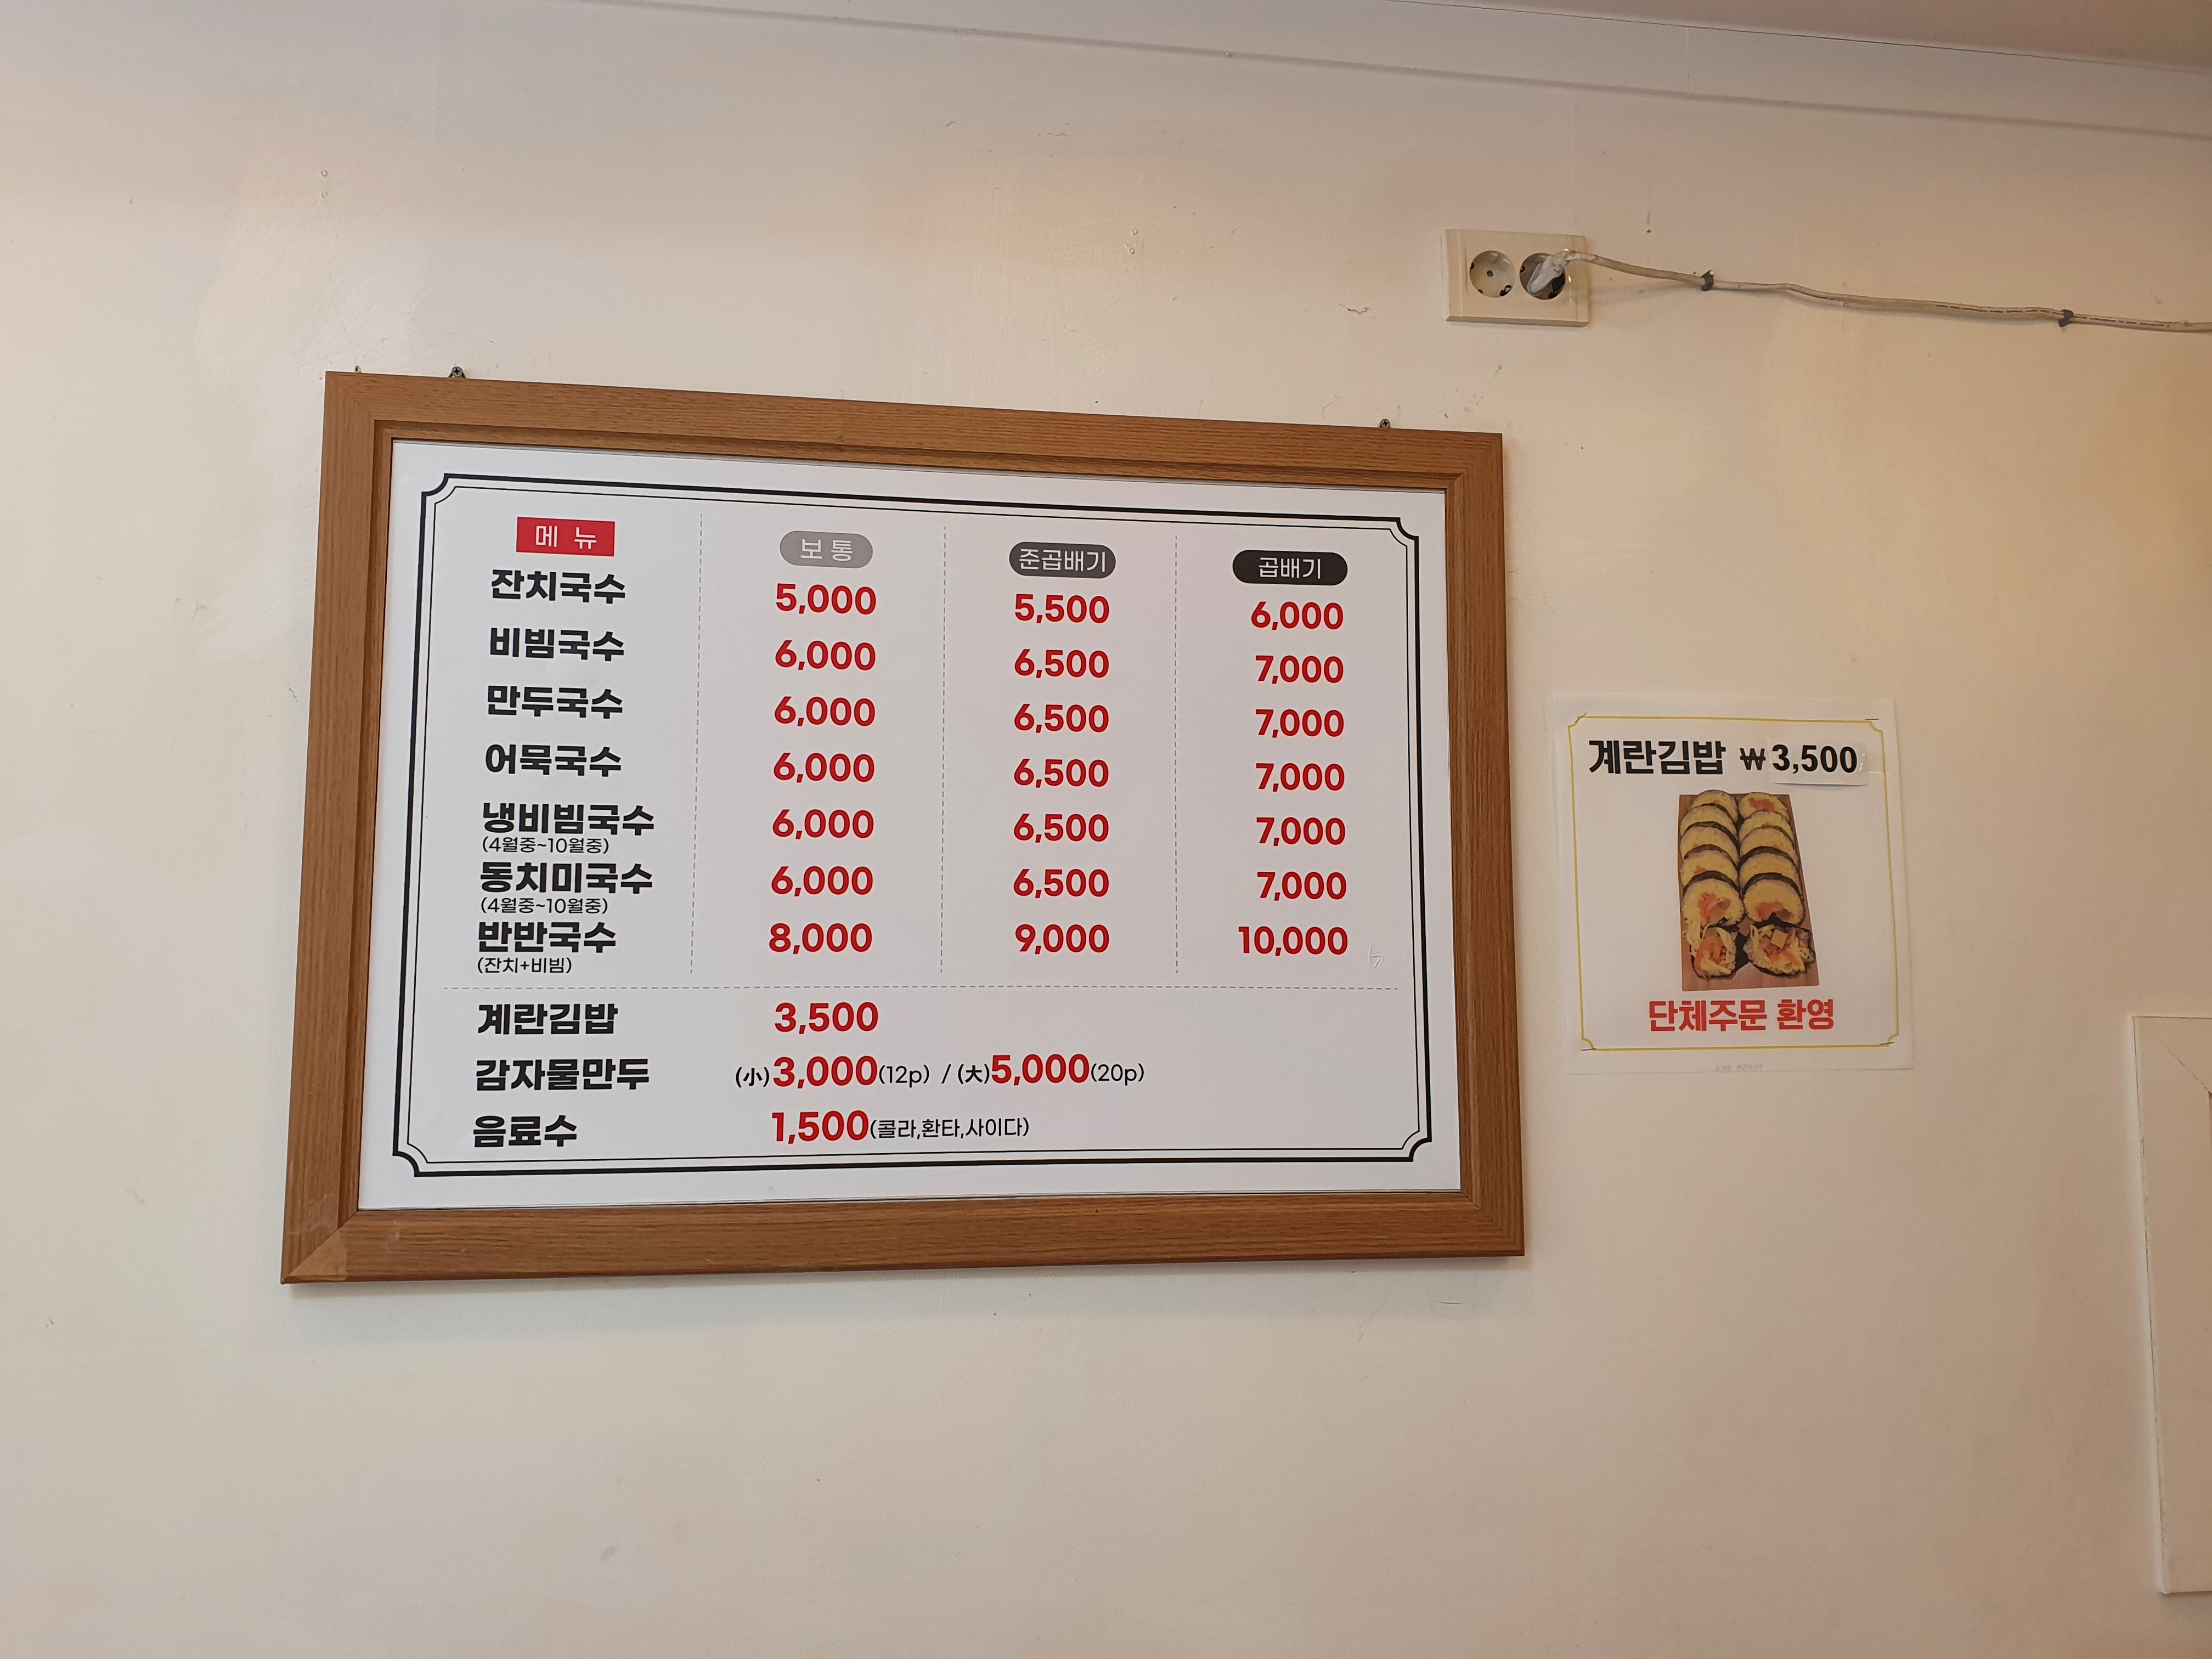 메 뉴 보 통 준곱배기 곱배기
잔치국수 5,000 5,500 6,000
비빔국수 6,000 6,500 7,000
만두국수 6,000 6,500 7,000
어묵국수 6,000 6,500 7,000
냉비빔국수 6,000 6,500 7,000
(4월중~10월중)
동치미국수 6,000 6,500 7,000
(4월중~10월중)
반반국수 8,000 9,000 10,000
(잔치+비빔)
계란김밥 3,500
감자물만두 (小)3,000(12p) / (大)5,000(20p)
음료수 1,500(콜라,환타,사이다)
계란김밥 ₩3,500
단체주문 환영